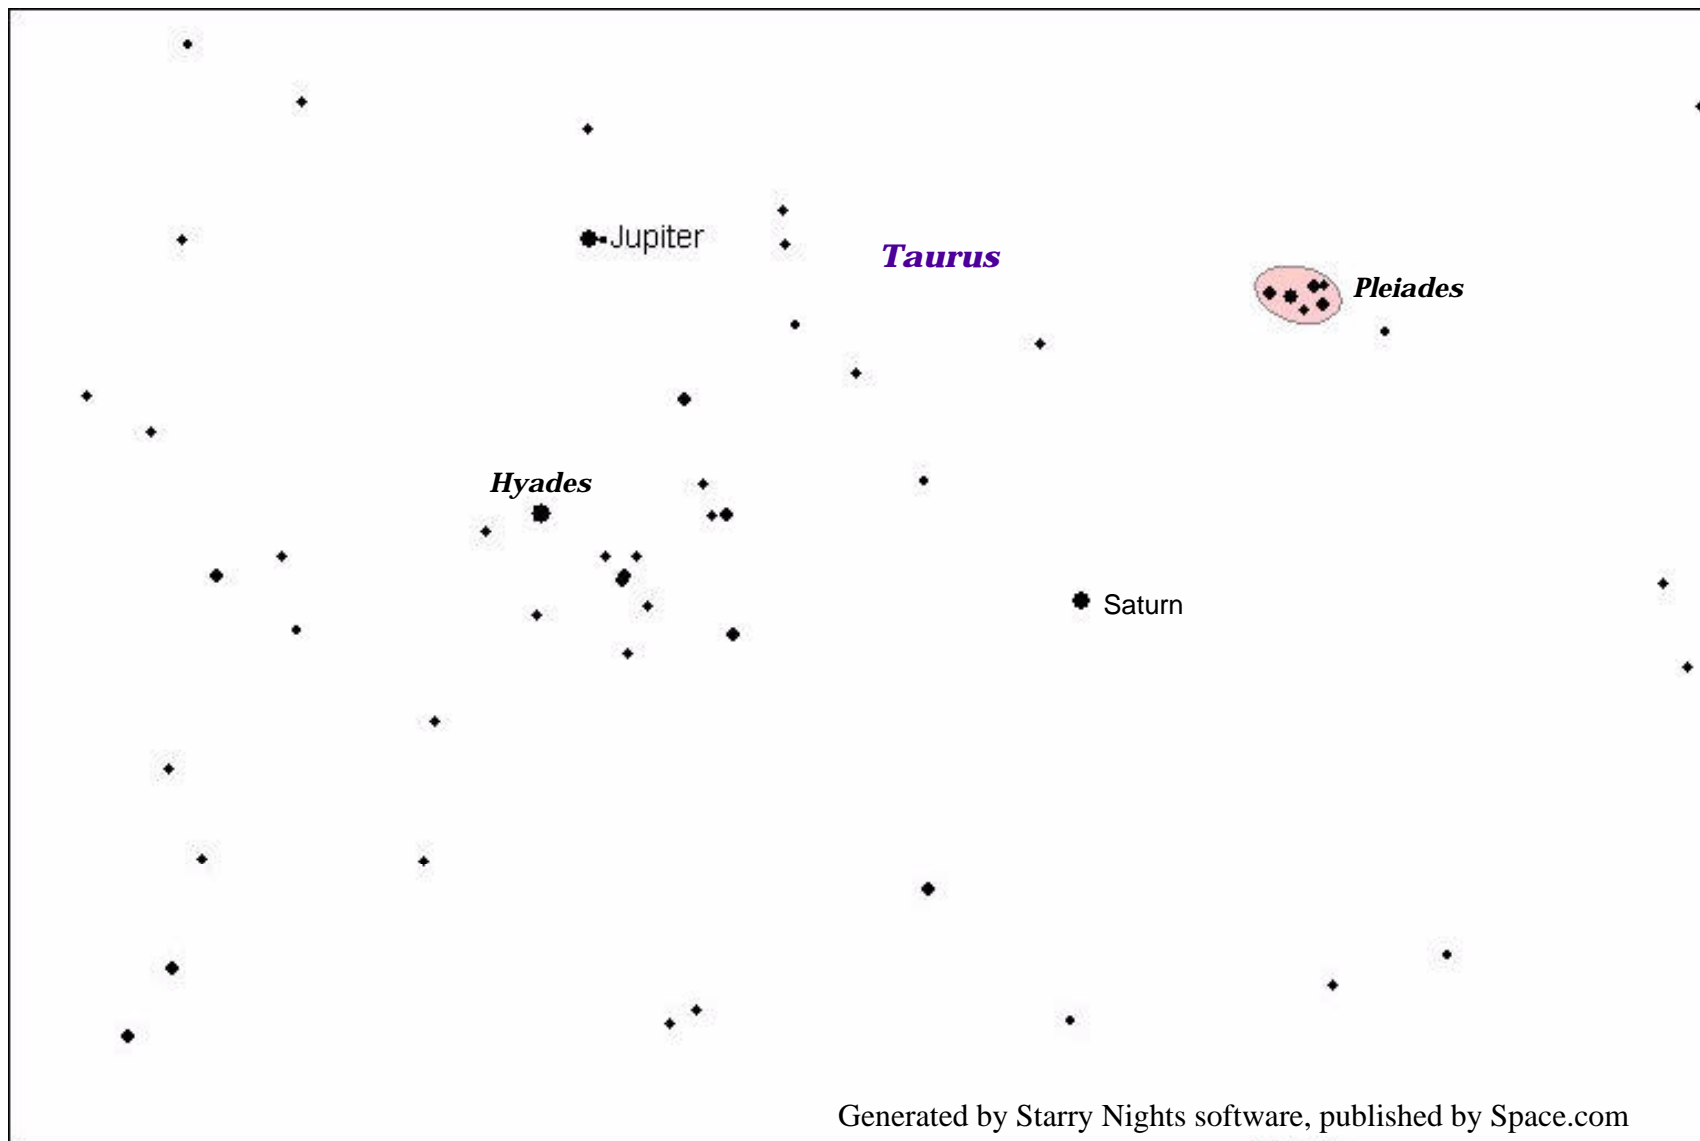 Jupiter
Taurus
Pleiades
Hyades
Saturn
Generated by Starry Nights software, published by Space.com